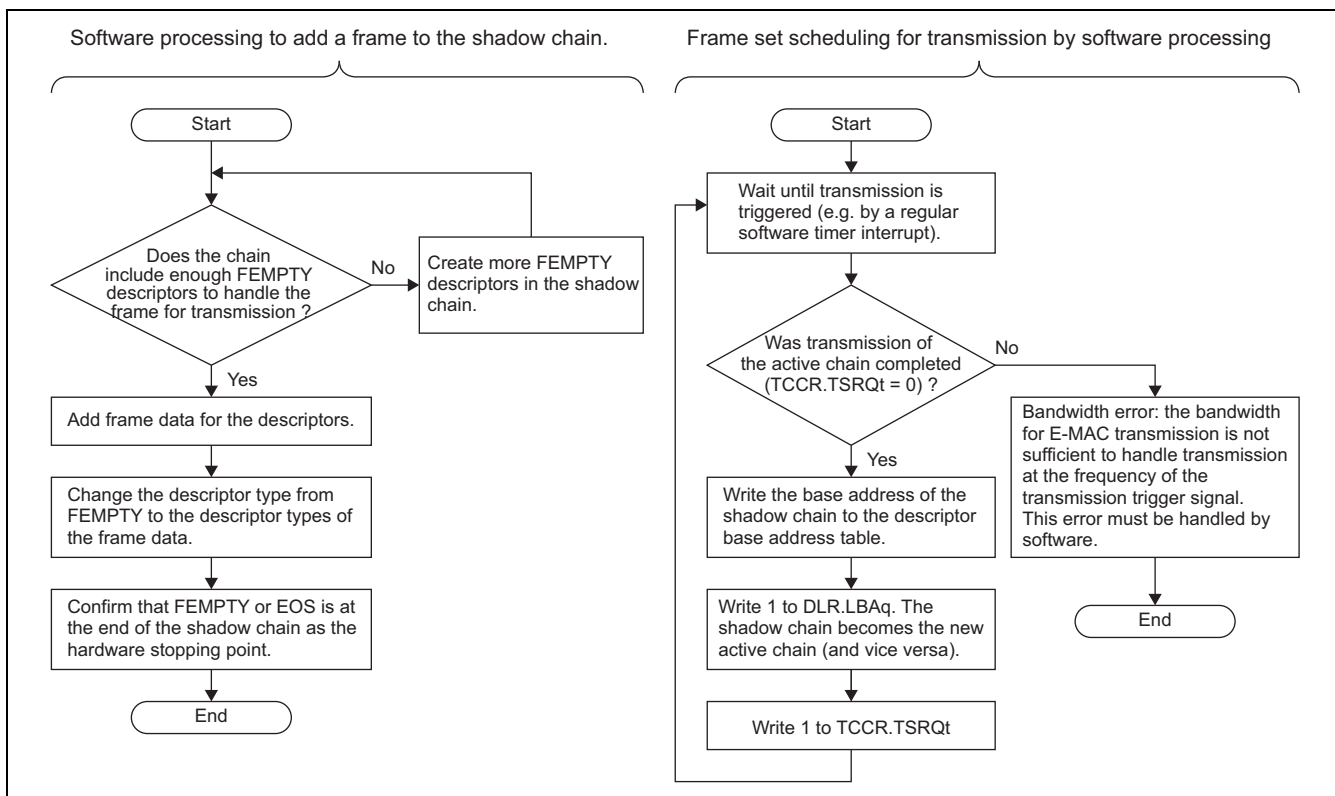 Software processing to add a frame to the shadow chain.
Start
Does the chain
include enough FEMPTY
descriptors to handle the
frame for transmission ?
No
Create more FEMPTY
descriptors in the shadow
chain.
Yes
Add frame data for the descriptors.
Change the descriptor type from
FEMPTY to the descriptor types of
the frame data.
Confirm that FEMPTY or EOS is at
the end of the shadow chain as the
hardware stopping point.
End
Frame set scheduling for transmission by software processing
Start
Wait until transmission is
triggered (e.g. by a regular
software timer interrupt).
Was transmission of
the active chain completed
(TCCR.TSRQt = 0) ?
No
Bandwidth error: the bandwidth
for E-MAC transmission is not
sufficient to handle transmission
at the frequency of the
transmission trigger signal.
This error must be handled by
software.
End
Yes
Write the base address of the
shadow chain to the descriptor
base address table.
Write 1 to DLR.LBAq. The
shadow chain becomes the new
active chain (and vice versa).
Write 1 to TCCR.TSRQt